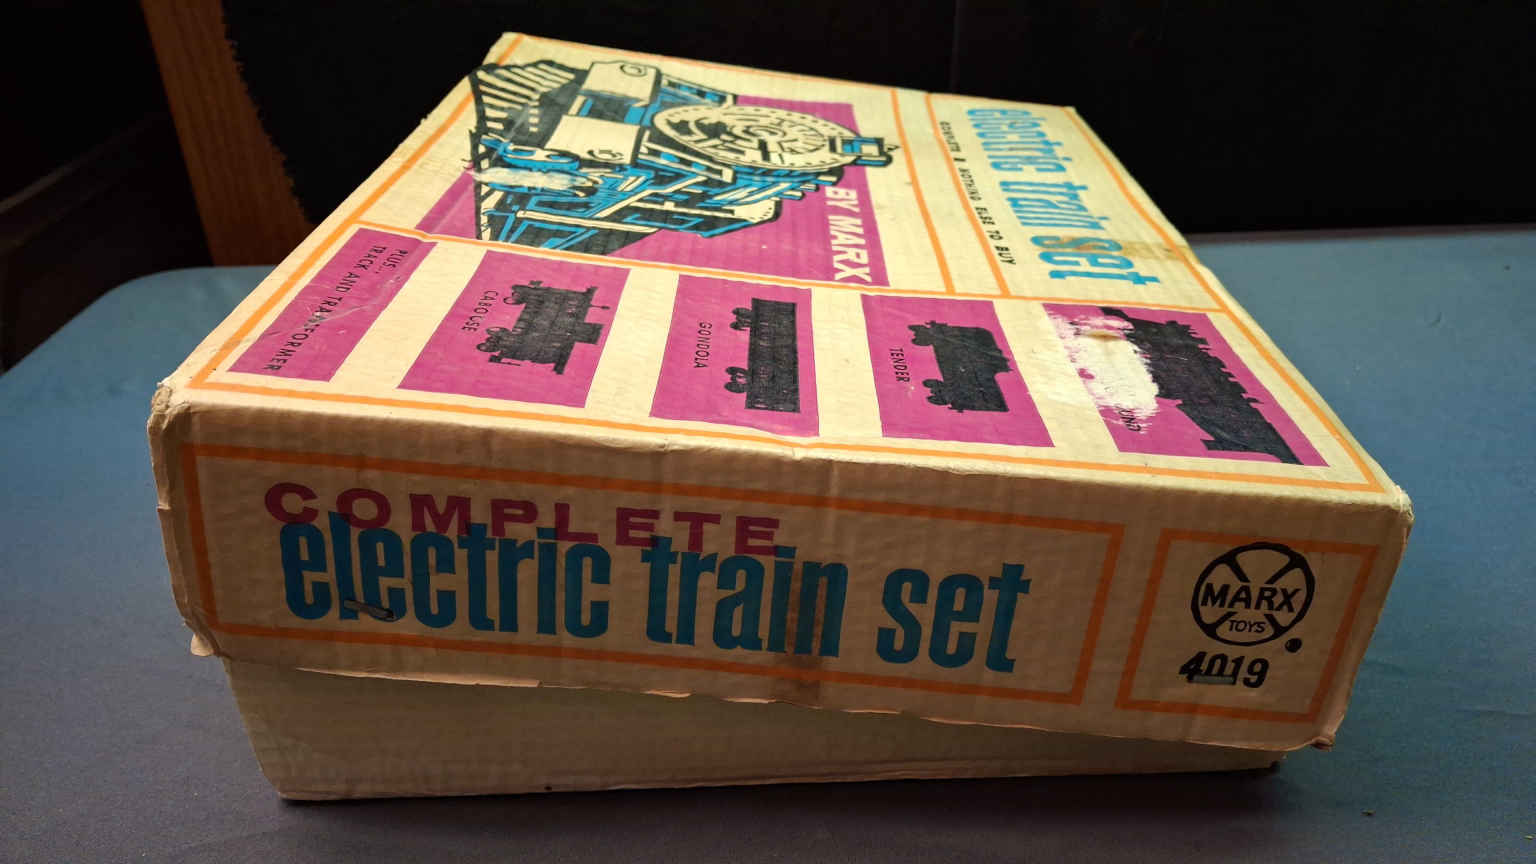 electric train set
COMPLETE & NOTHING ELSE TO BUY
BY MARX
TRACK AND TRANSFORMER
CABOOSE
GONDOLA
TENDER
COMPLETE
electric train set
MARX
TOYS
4019